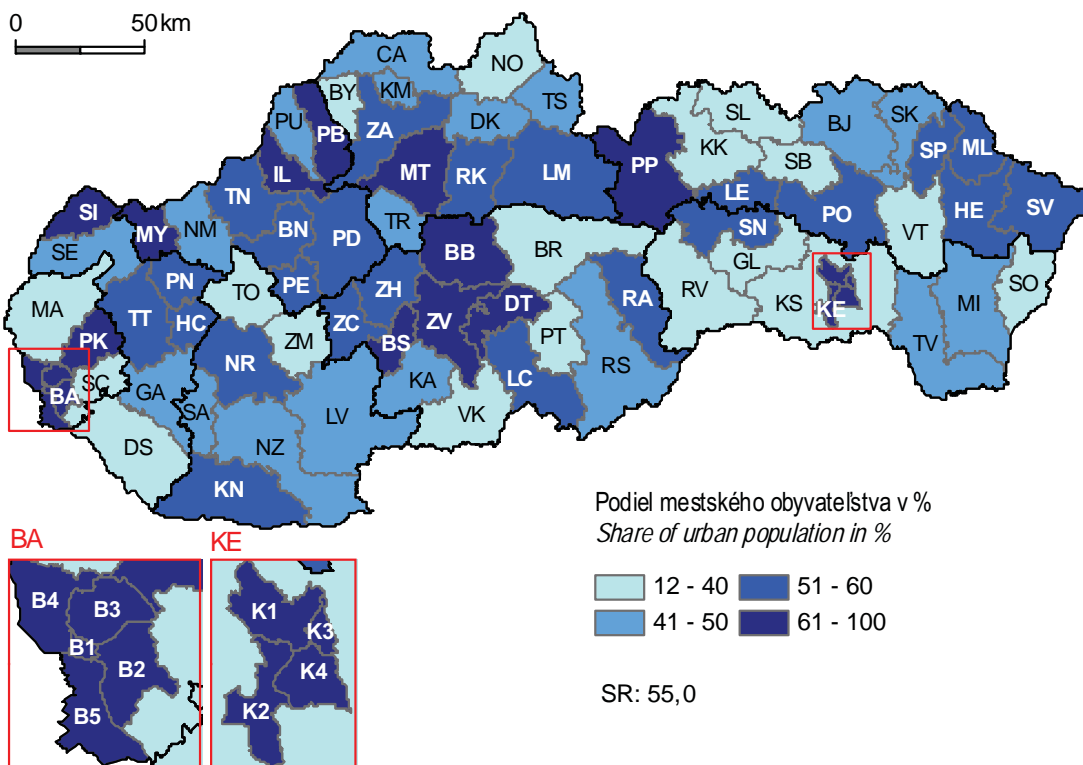 0 50 km
CA
NO
BY
KM
TS
PU
PB
ZA
DK
SL
BJ
SK
KK
SP
ML
IL
MT
RK
LM
PP
SB
TN
LE
SI
MY
NM
BN
PD
TR
SN
PO
HE
SV
SE
BB
BR
VT
GL
PN
PE
ZH
RV
SO
MA
TO
RA
KS
KE
MI
TT
HC
ZC
BS
ZV
DT
PK
ZM
PT
NR
RS
TV
SC
BA
GA
SA
KA
LC
LV
VK
DS
NZ
KN
Podiel mestského obyvateľstva v %
Share of urban population in %
12 - 40 51 - 60
41 - 50 61 - 100
SR: 55,0
BA
B4
B3
B1
B2
B5
KE
K1
K3
K4
K2